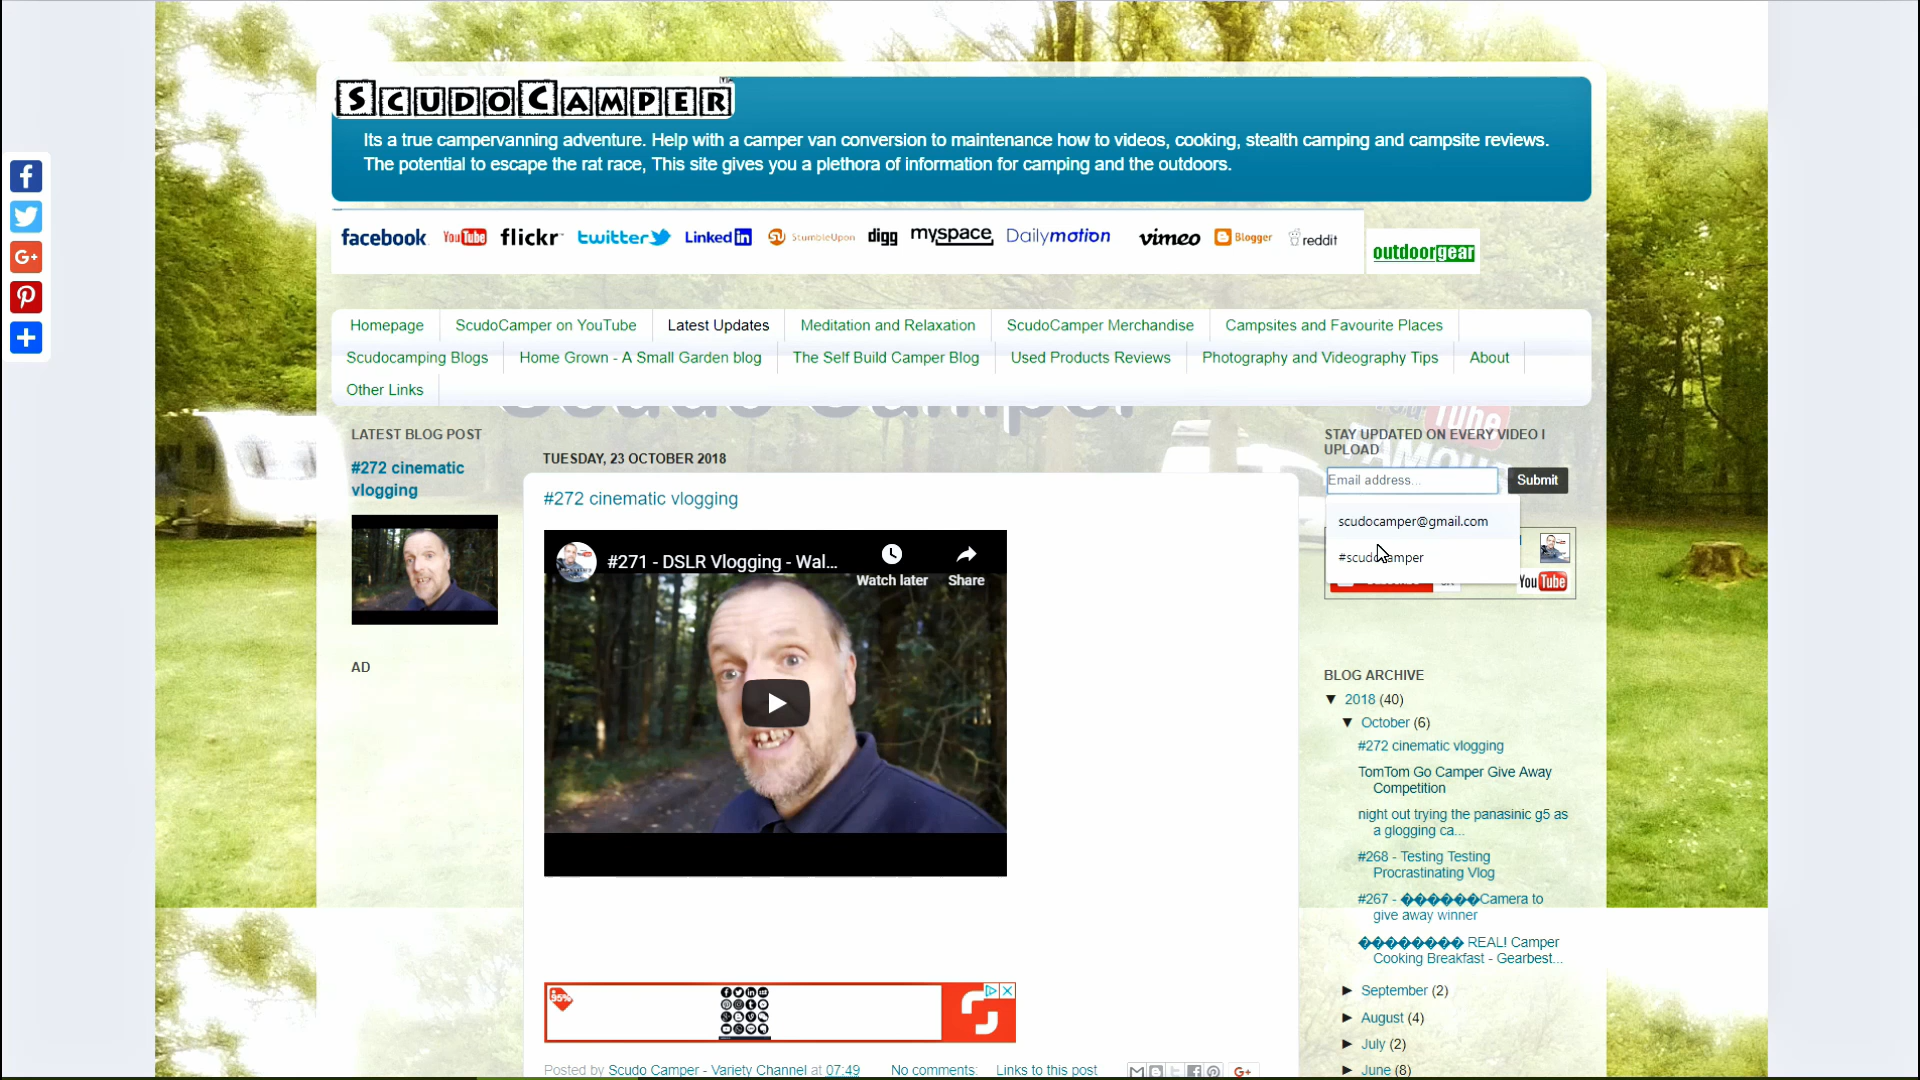 ScudoCamper
Its a true campervanning adventure. Help with a camper van conversion to maintenance how to videos, cooking, stealth camping and campsite reviews.
The potential to escape the rat race, This site gives you a plethora of information for camping and the outdoors.
facebook YouTube flickr twitter Linked in StumbleUpon digg myspace Dailymotion vimeo Blogger reddit
outdoorgear
Homepage ScudoCamper on YouTube Latest Updates Meditation and Relaxation ScudoCamper Merchandise Campsites and Favourite Places
Scudocamping Blogs Home Grown - A Small Garden blog The Self Build Camper Blog Used Products Reviews Photography and Videography Tips About
Other Links
Scudo Camper
LATEST BLOG POST
#272 cinematic
vlogging
AD
TUESDAY, 23 OCTOBER 2018
#272 cinematic vlogging
#271 - DSLR Vlogging - Wal...
Watch later Share
95%
Posted by Scudo Camper - Variety Channel at 07:49 No comments: Links to this post
STAY UPDATED ON EVERY VIDEO I
UPLOAD
Email address... Submit
scudocamper@gmail.com
#scudocamper
YouTube
BLOG ARCHIVE
▼ 2018 (40)
▼ October (6)
#272 cinematic vlogging
TomTom Go Camper Give Away
Competition
night out trying the panasinic g5 as
a glogging ca...
#268 - Testing Testing
Procrastinating Vlog
#267 - ������Camera to
give away winner
�������� REAL! Camper
Cooking Breakfast - Gearbest...
► September (2)
► August (4)
► July (2)
► June (8)